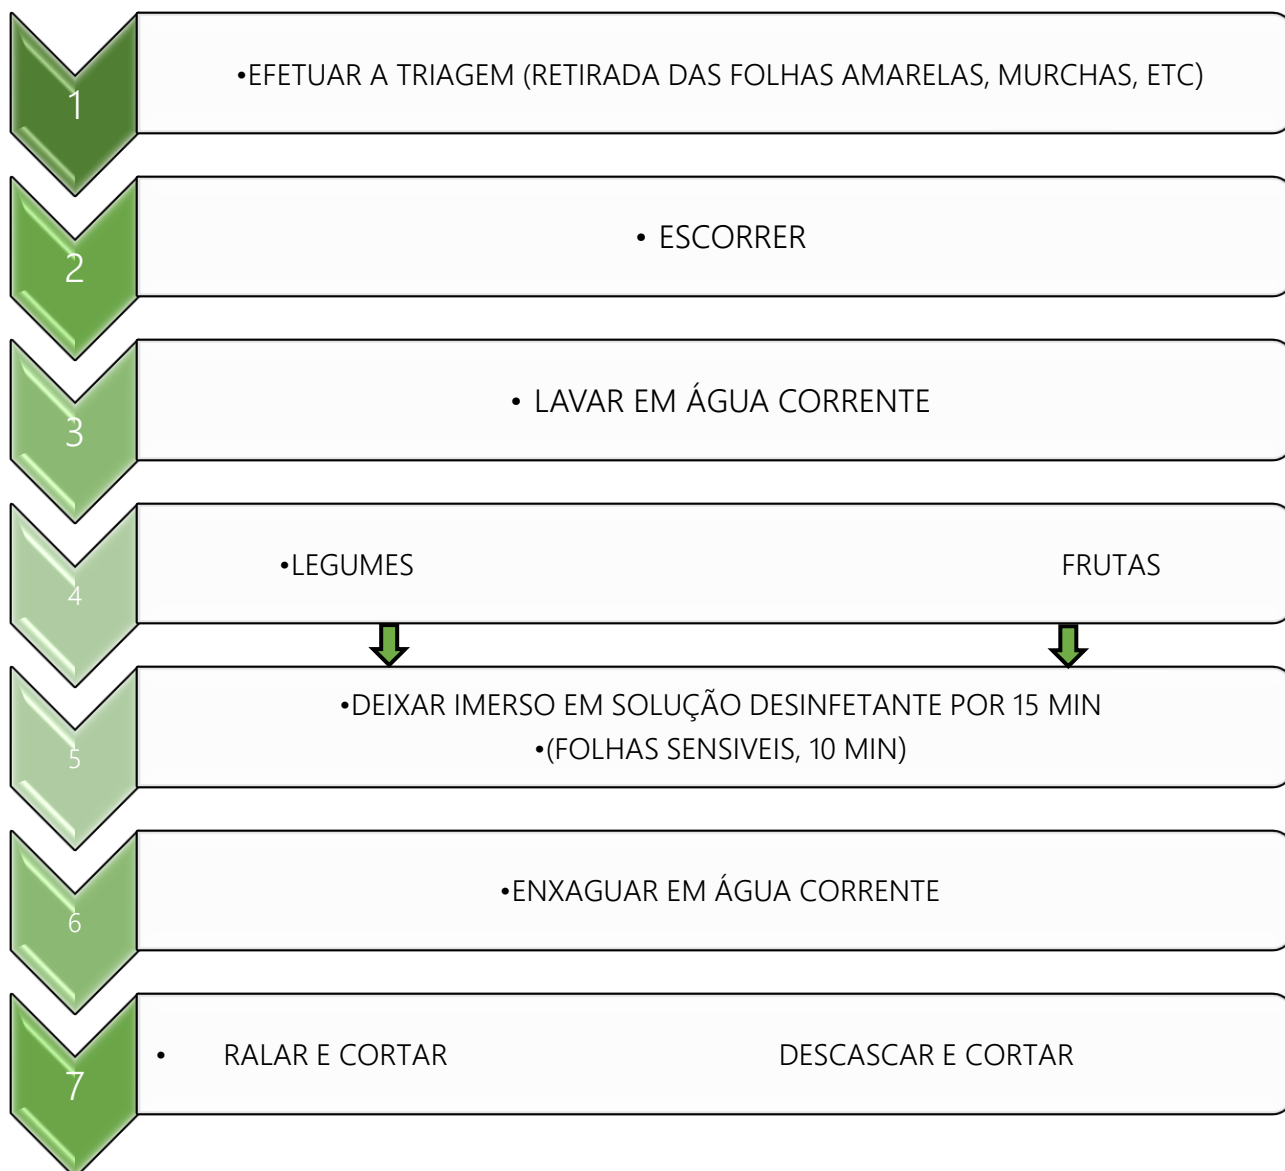 1
•EFETUAR A TRIAGEM (RETIRADA DAS FOLHAS AMARELAS, MURCHAS, ETC)
2
• ESCORRER
3
• LAVAR EM ÁGUA CORRENTE
4
•LEGUMES FRUTAS
5
•DEIXAR IMERSO EM SOLUÇÃO DESINFETANTE POR 15 MIN
•(FOLHAS SENSIVEIS, 10 MIN)
6
•ENXAGUAR EM ÁGUA CORRENTE
7
• RALAR E CORTAR DESCASCAR E CORTAR